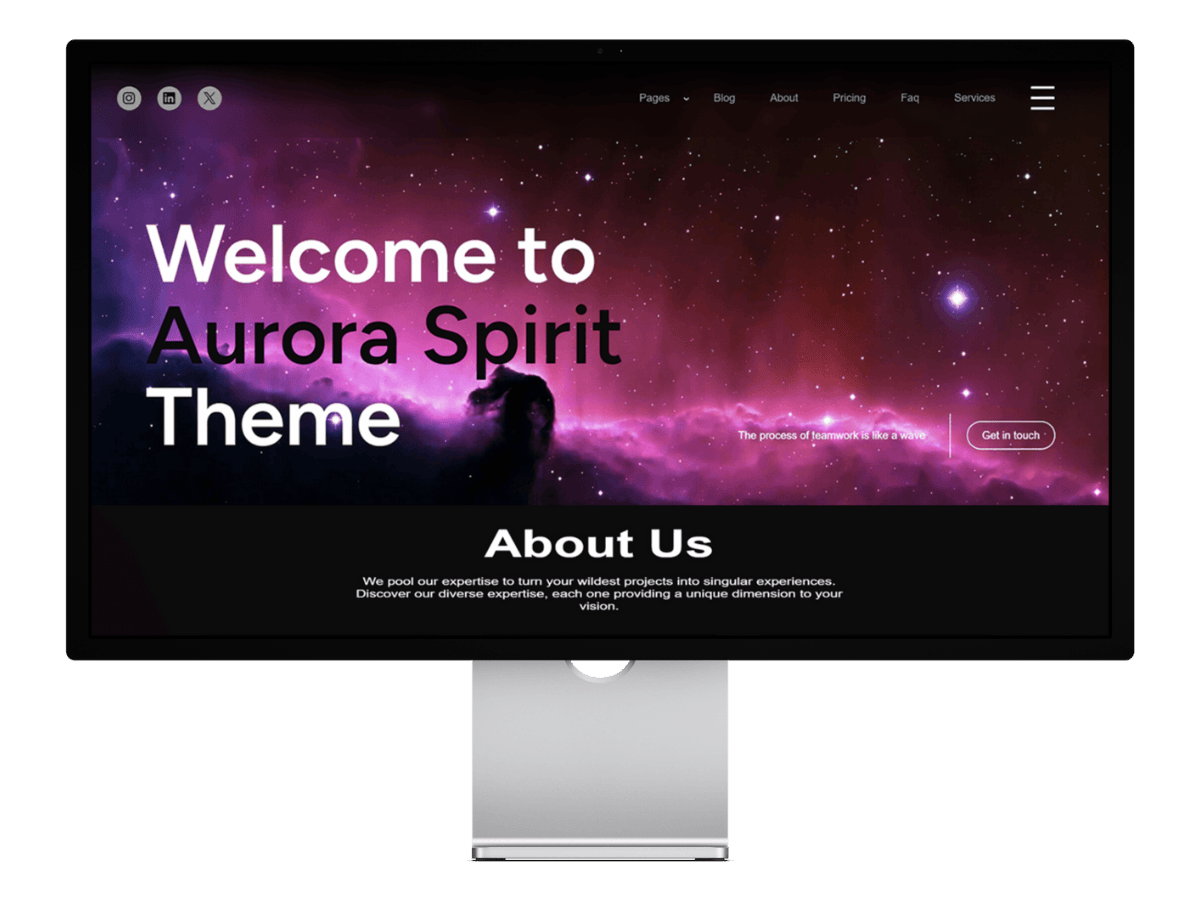 Pages Blog About Pricing Faq Services
Welcome to
Aurora Spirit
Theme
The process of teamwork is like a wave
Get in touch
About Us
We pool our expertise to turn your wildest projects into singular experiences.
Discover our diverse expertise, each one providing a unique dimension to your
vision.